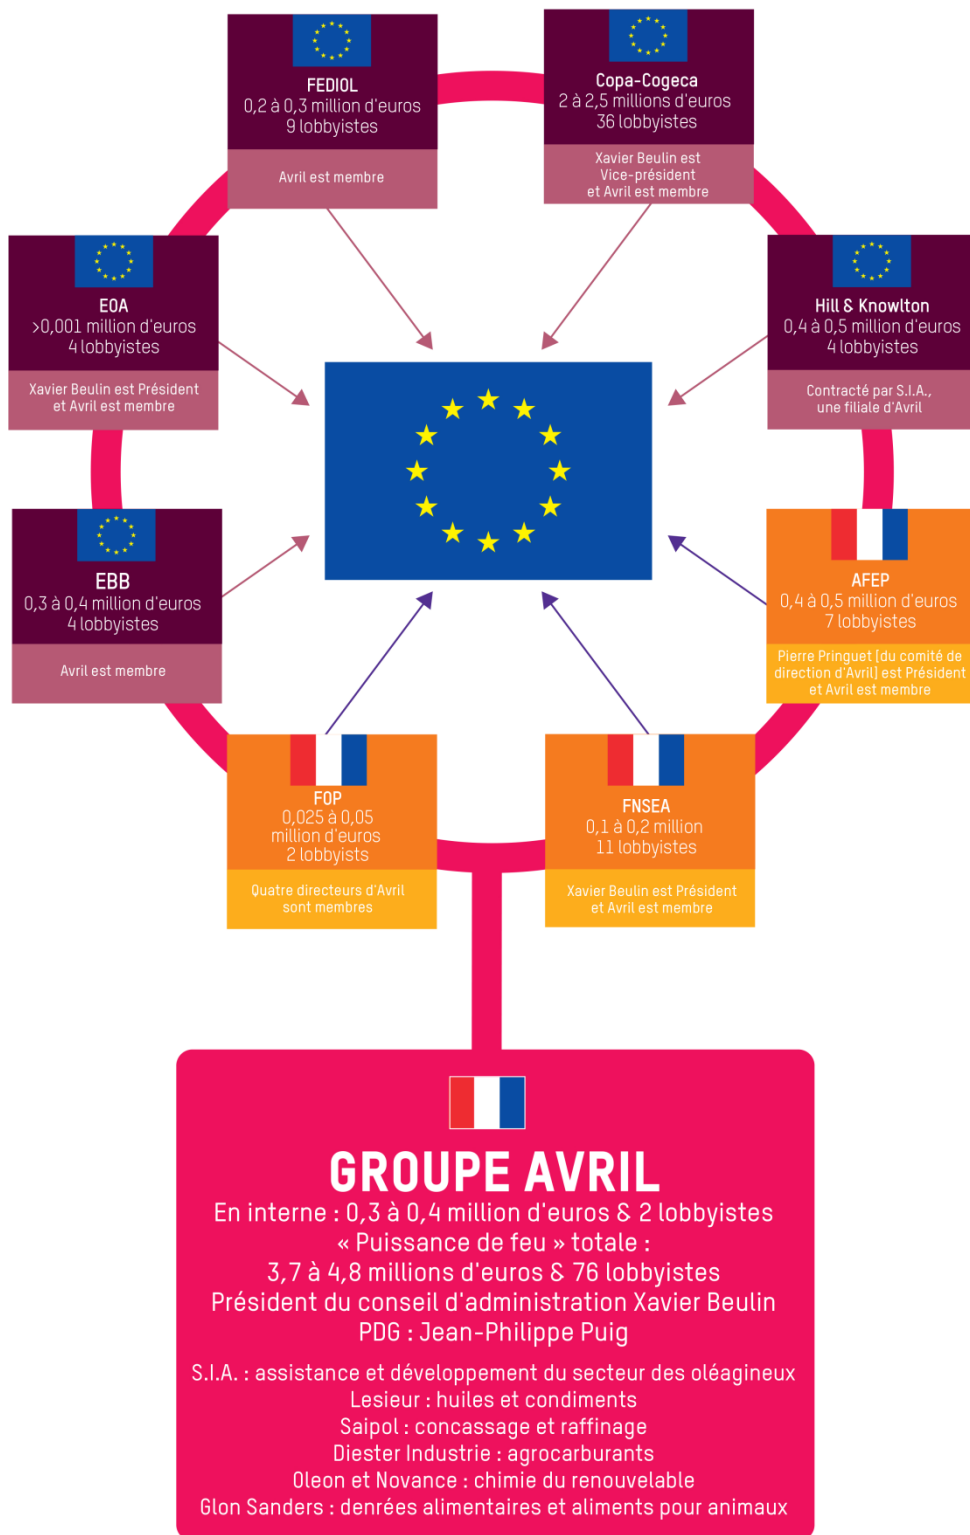 FEDIOL
0,2 à 0,3 million d'euros
9 lobbyistes
Avril est membre
Copa-Cogeca
2 à 2,5 millions d'euros
36 lobbyistes
Xavier Beulin est
Vice-président
et Avril est membre
EOA
>0,001 million d'euros
4 lobbyistes
Xavier Beulin est Président
et Avril est membre
Hill & Knowlton
0,4 à 0,5 million d'euros
4 lobbyistes
Contracté par S.I.A.,
une filiale d'Avril
EBB
0,3 à 0,4 million d'euros
4 lobbyistes
Avril est membre
AFEP
0,4 à 0,5 million d'euros
7 lobbyistes
Pierre Pringuet [du comité de
direction d'Avril] est Président
et Avril est membre
FOP
0,025 à 0,05
million d'euros
2 lobbyists
Quatre directeurs d'Avril
sont membres
FNSEA
0,1 à 0,2 million
11 lobbyistes
Xavier Beulin est Président
et Avril est membre
GROUPE AVRIL
En interne : 0,3 à 0,4 million d'euros & 2 lobbyistes
« Puissance de feu » totale :
3,7 à 4,8 millions d'euros & 76 lobbyistes
Président du conseil d'administration Xavier Beulin
PDG : Jean-Philippe Puig
S.I.A. : assistance et développement du secteur des oléagineux
Lesieur : huiles et condiments
Saipol : concassage et raffinage
Diester Industrie : agrocarburants
Oleon et Novance : chimie du renouvelable
Glon Sanders : denrées alimentaires et aliments pour animaux